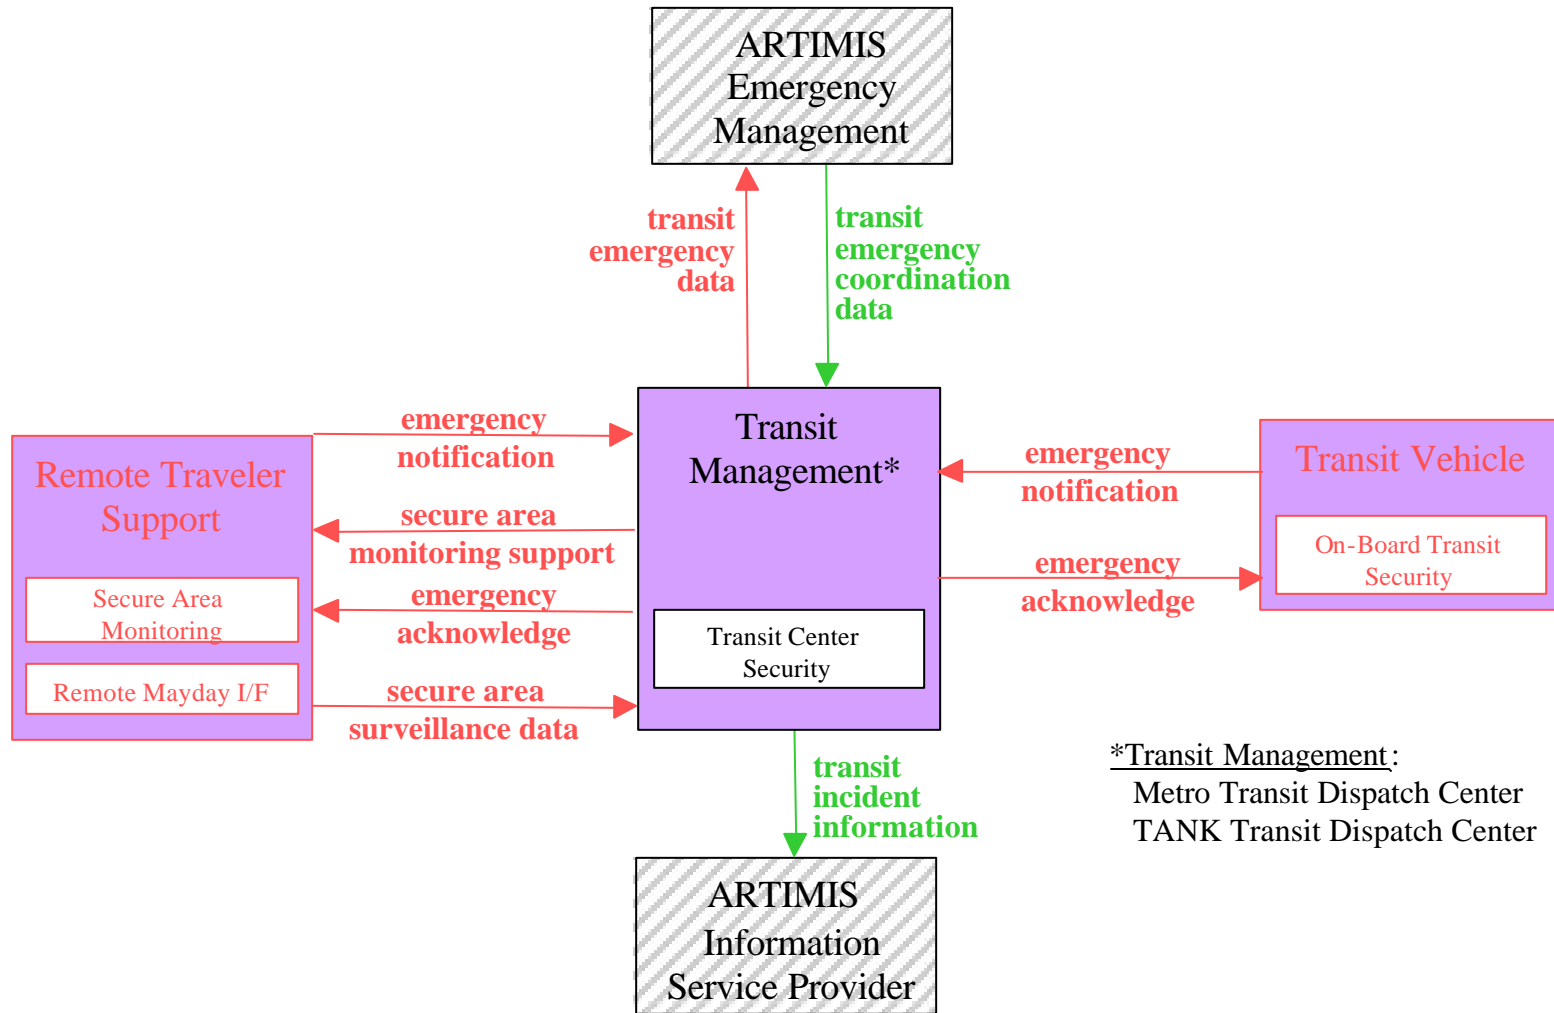 ARTIMIS
Emergency
Management
transit
emergency
data
transit
emergency
coordination
data
Remote Traveler
Support
Secure Area
Monitoring
Remote Mayday I/F
emergency
notification
secure area
monitoring support
emergency
acknowledge
secure area
surveillance data
Transit
Management*
Transit Center
Security
emergency
notification
emergency
acknowledge
Transit Vehicle
On-Board Transit
Security
transit
incident
information
*Transit Management:
Metro Transit Dispatch Center
TANK Transit Dispatch Center
ARTIMIS
Information
Service Provider